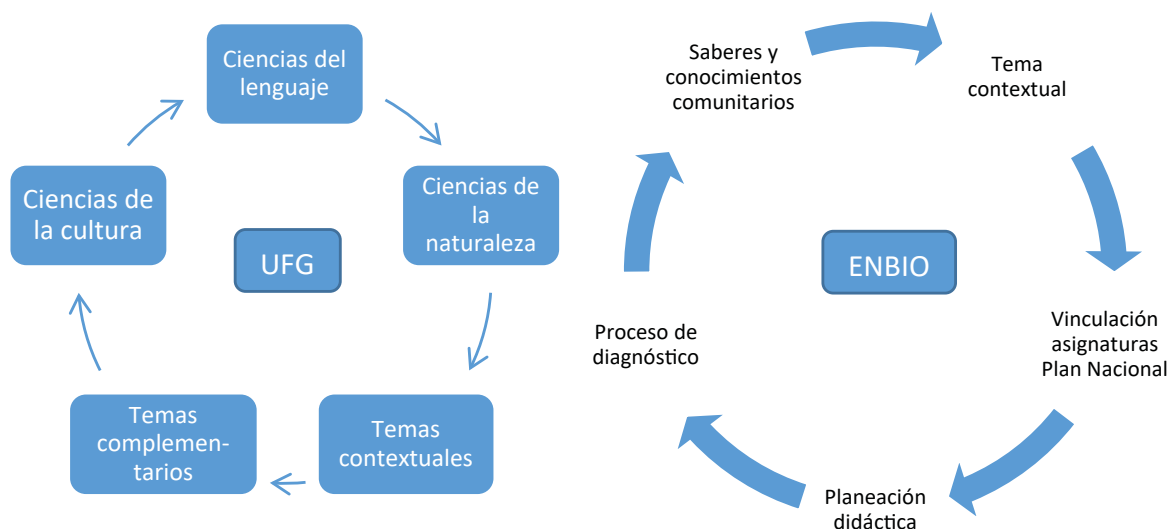 Ciencias del
lenguaje
Ciencias de
la
naturaleza
Temas
contextuales
Temas
complemen-
tarios
Ciencias de
la cultura
UFG
Saberes y
conocimientos
comunitarios
Tema
contextual
Vinculación
asignaturas
Plan Nacional
Planeación
didáctica
Proceso de
diagnóstico
ENBIO